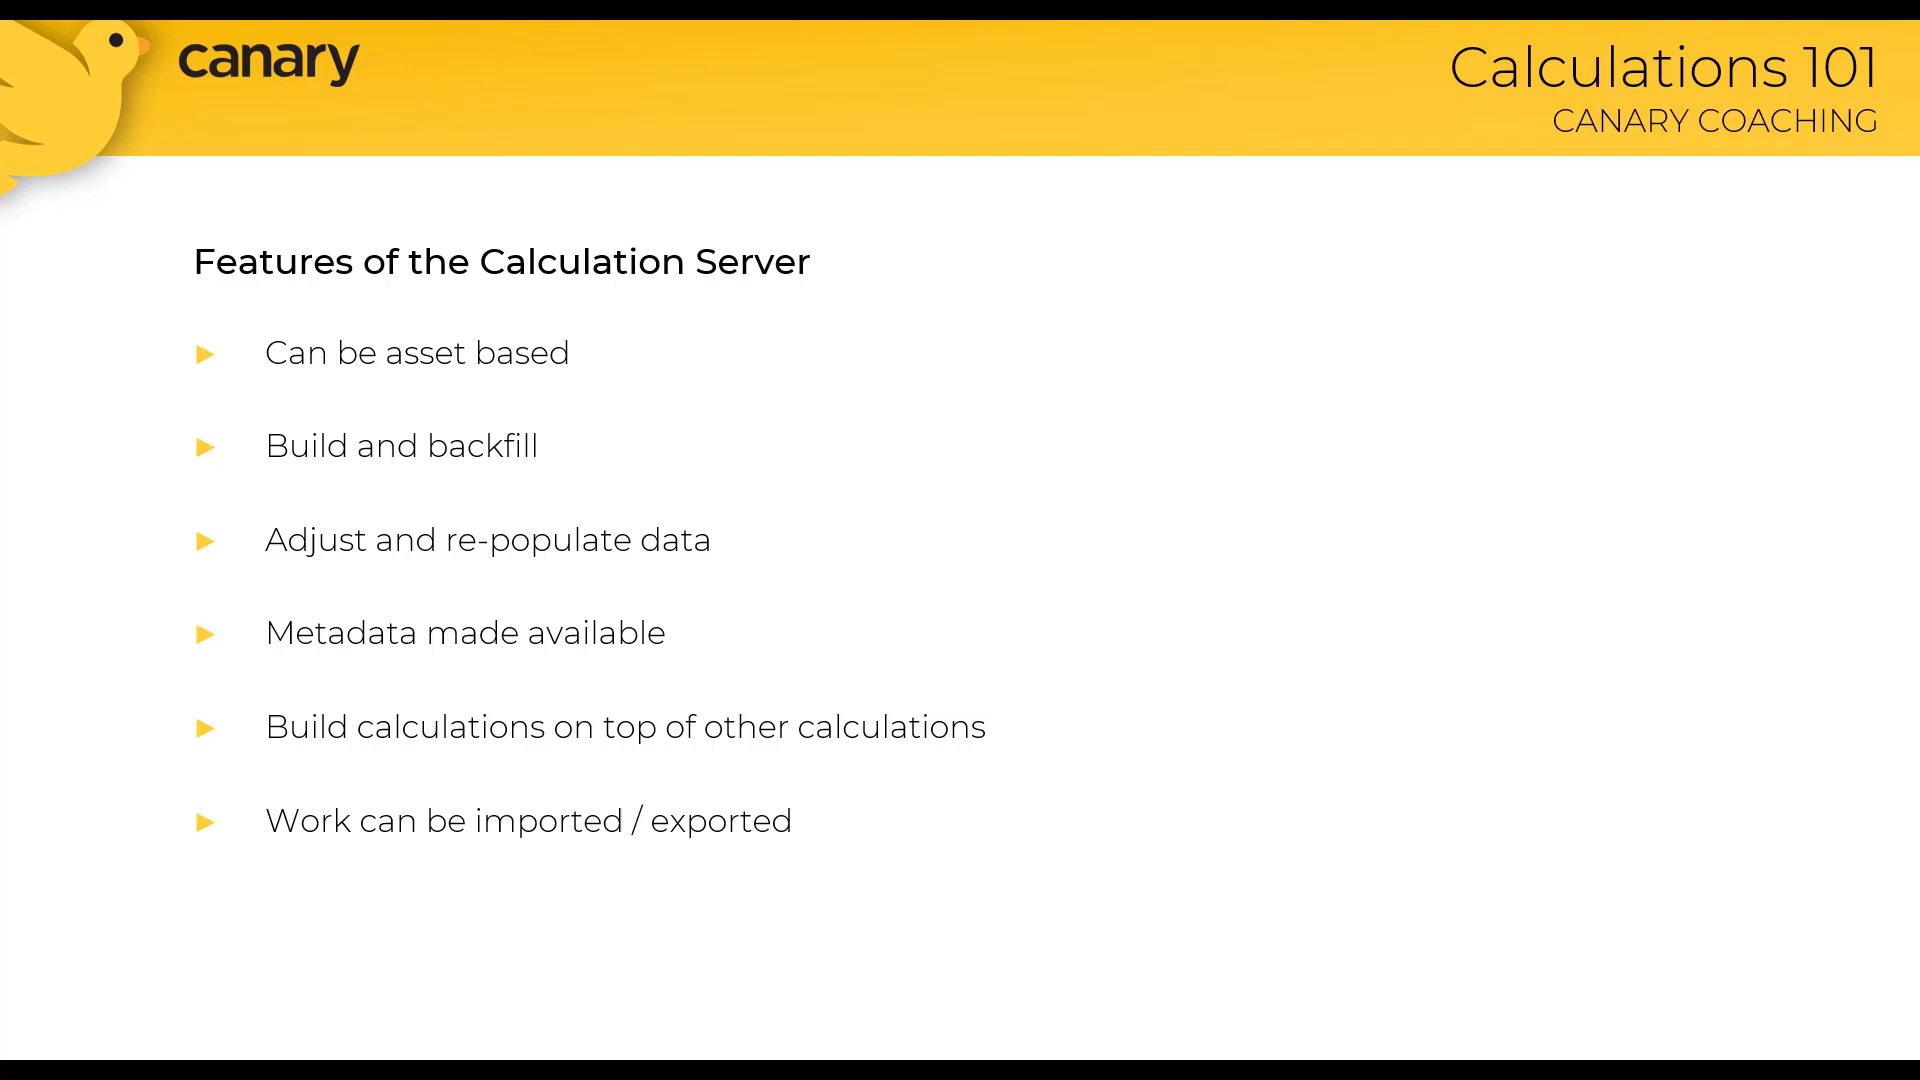 canary
Calculations 101
CANARY COACHING
Features of the Calculation Server
Can be asset based
Build and backfill
Adjust and re-populate data
Metadata made available
Build calculations on top of other calculations
Work can be imported / exported